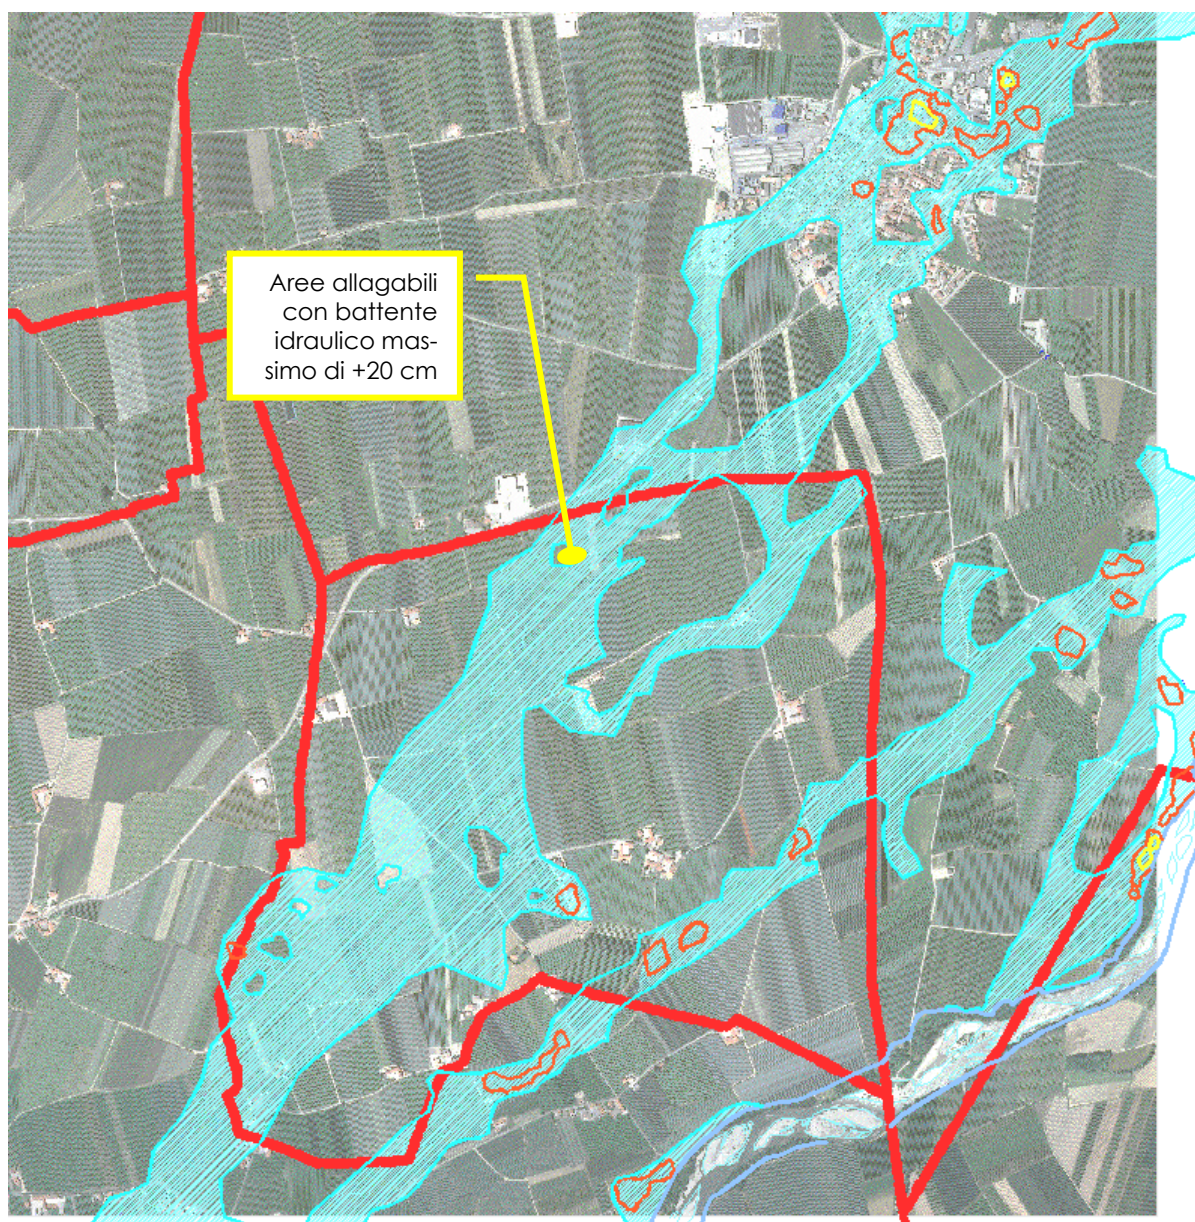 Aree allagabili
con battente
idraulico mas-
simo di +20 cm